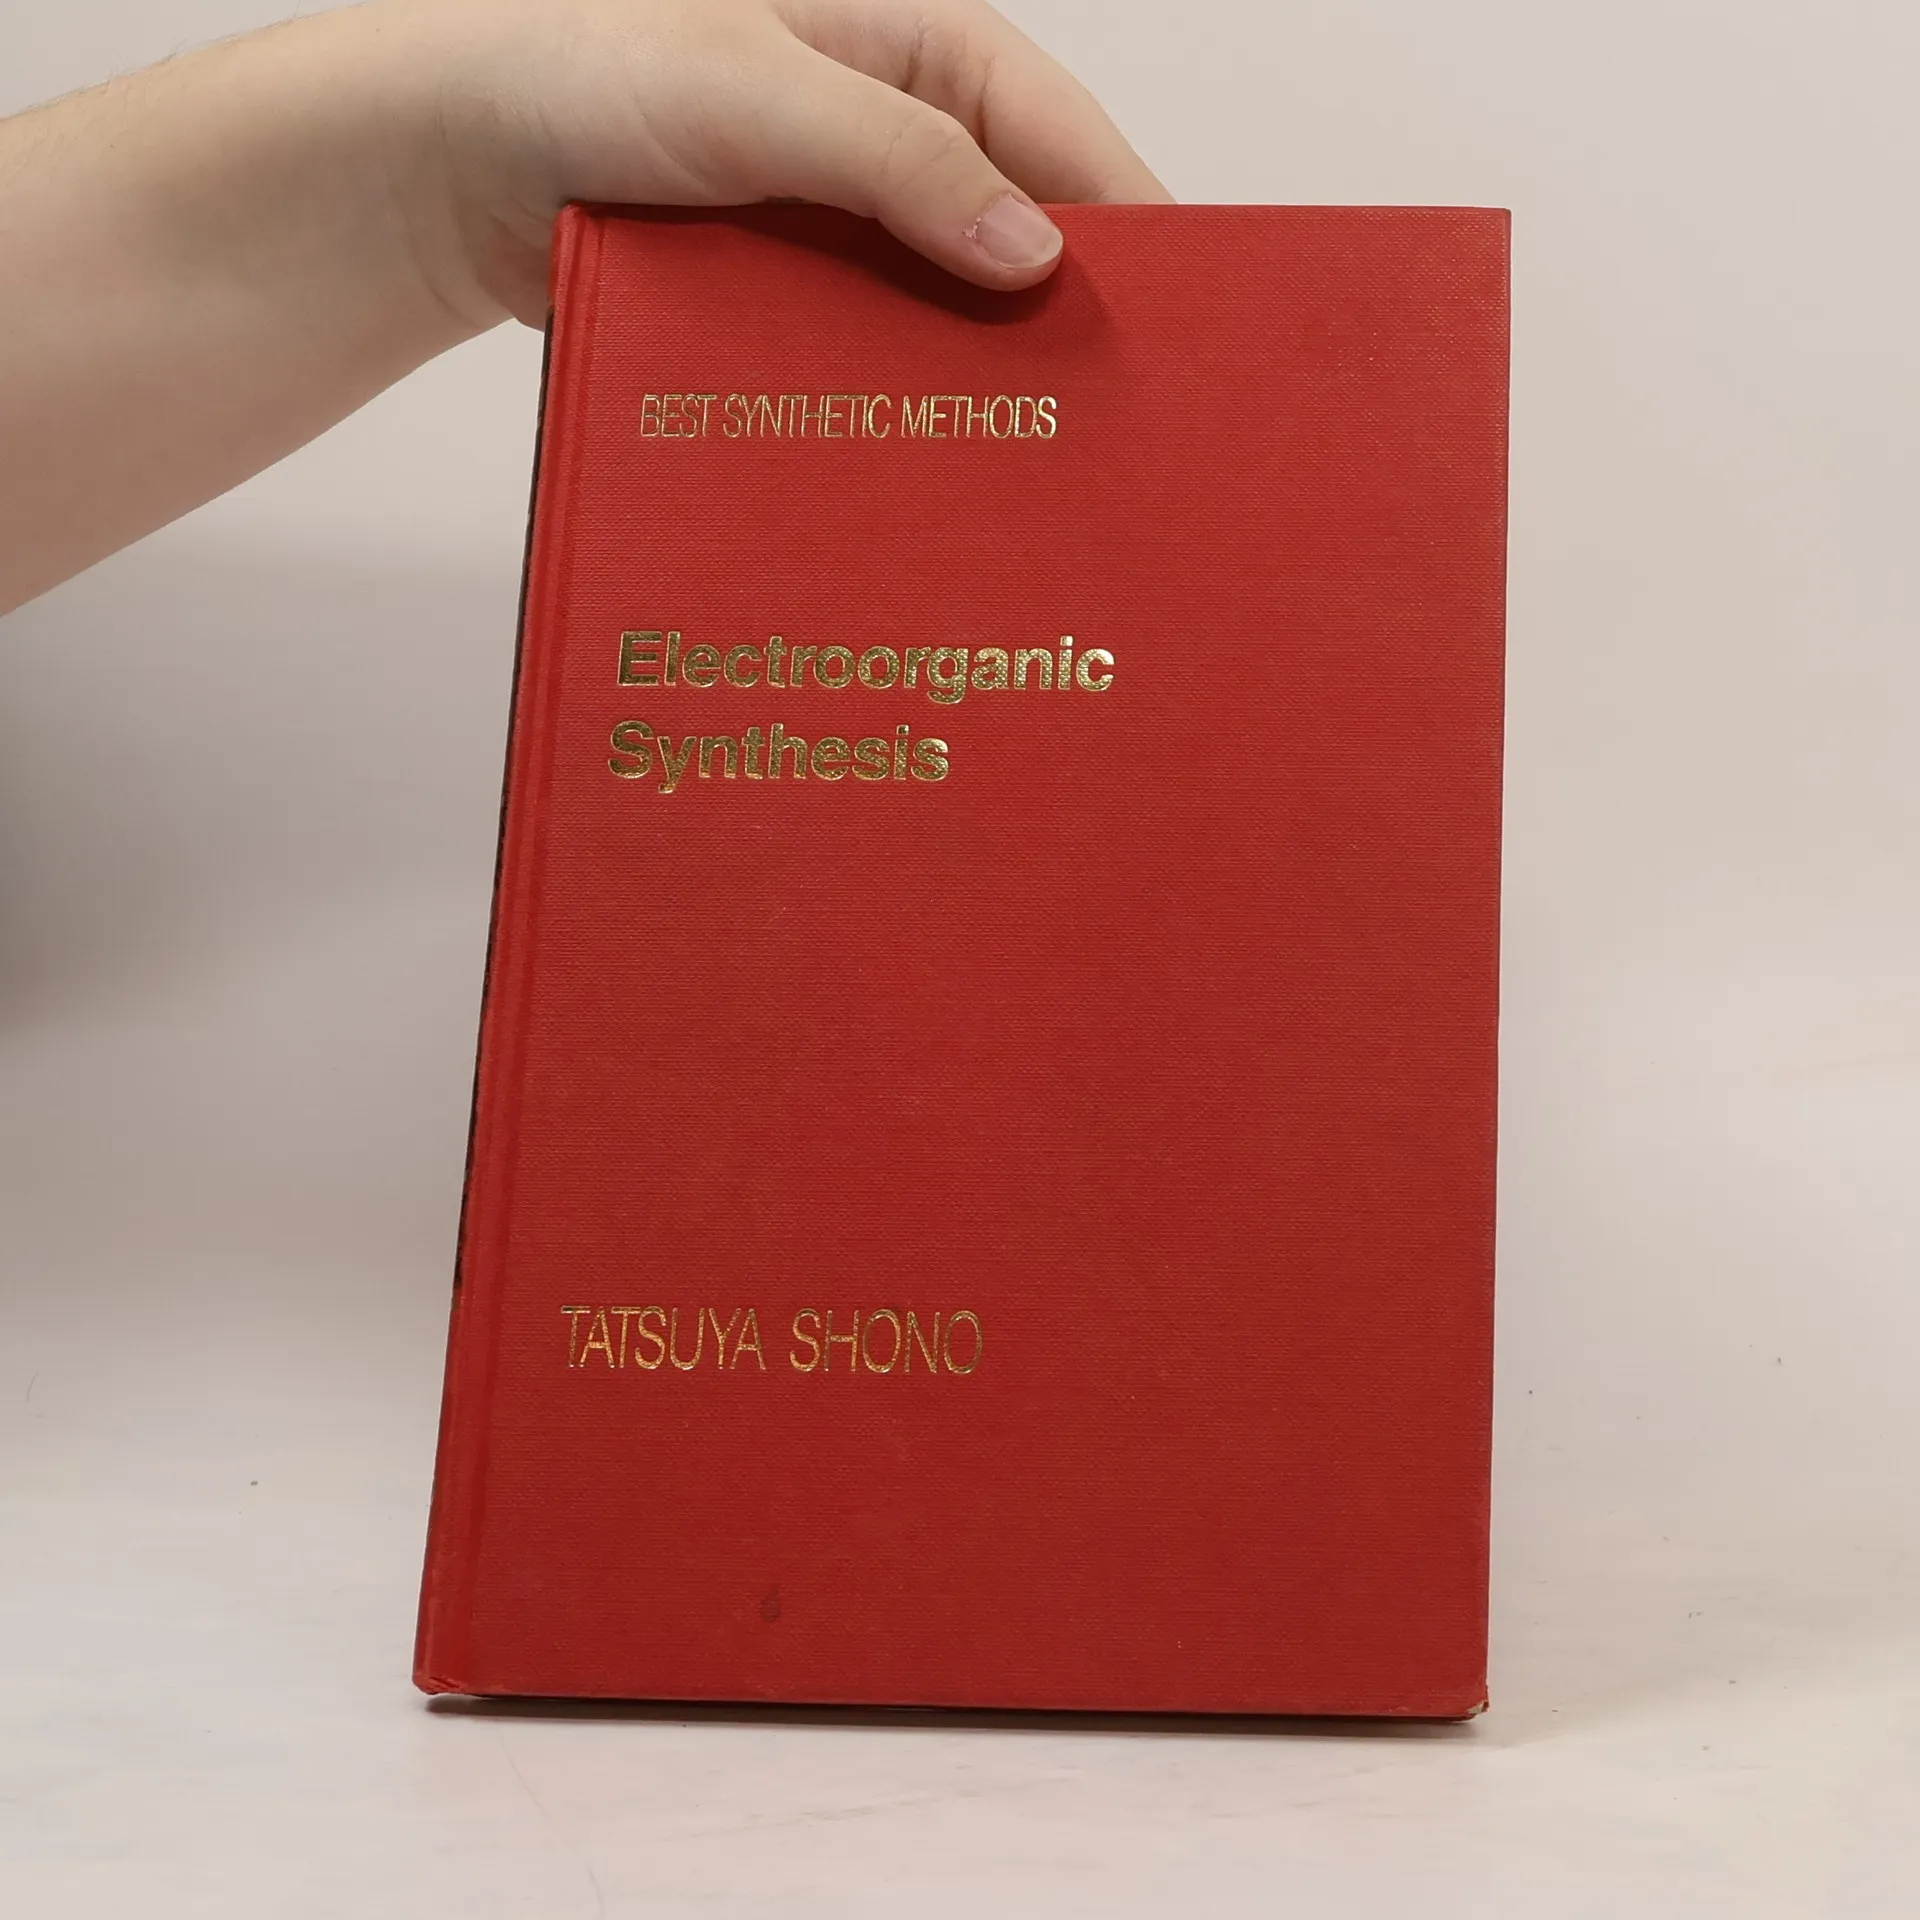 BEST SYNTHETIC METHODS
Electroorganic
Synthesis
TATSUYA SHONO